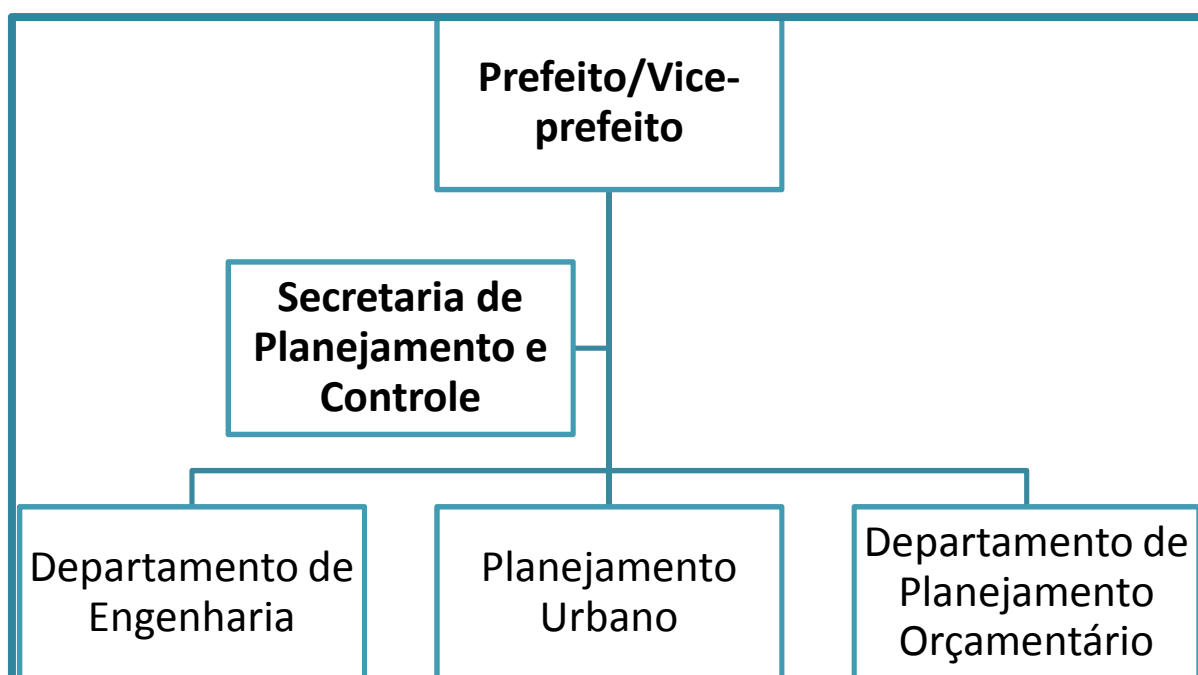 Prefeito/Vice-
prefeito
Secretaria de
Planejamento e
Controle
Departamento de
Engenharia
Planejamento
Urbano
Departamento de
Planejamento
Orçamentário